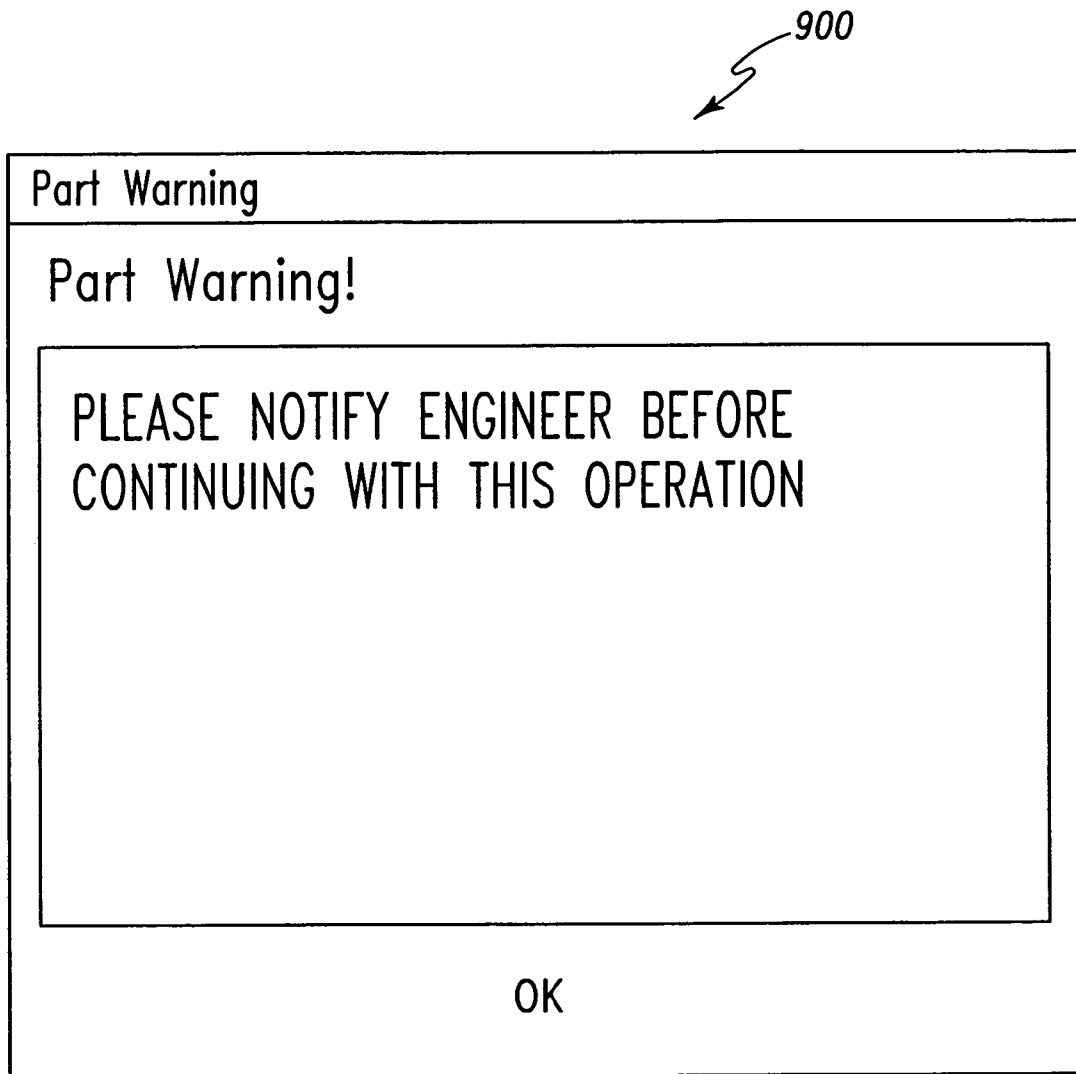 900
Part Warning
Part Warning!
PLEASE NOTIFY ENGINEER BEFORE
CONTINUING WITH THIS OPERATION
OK